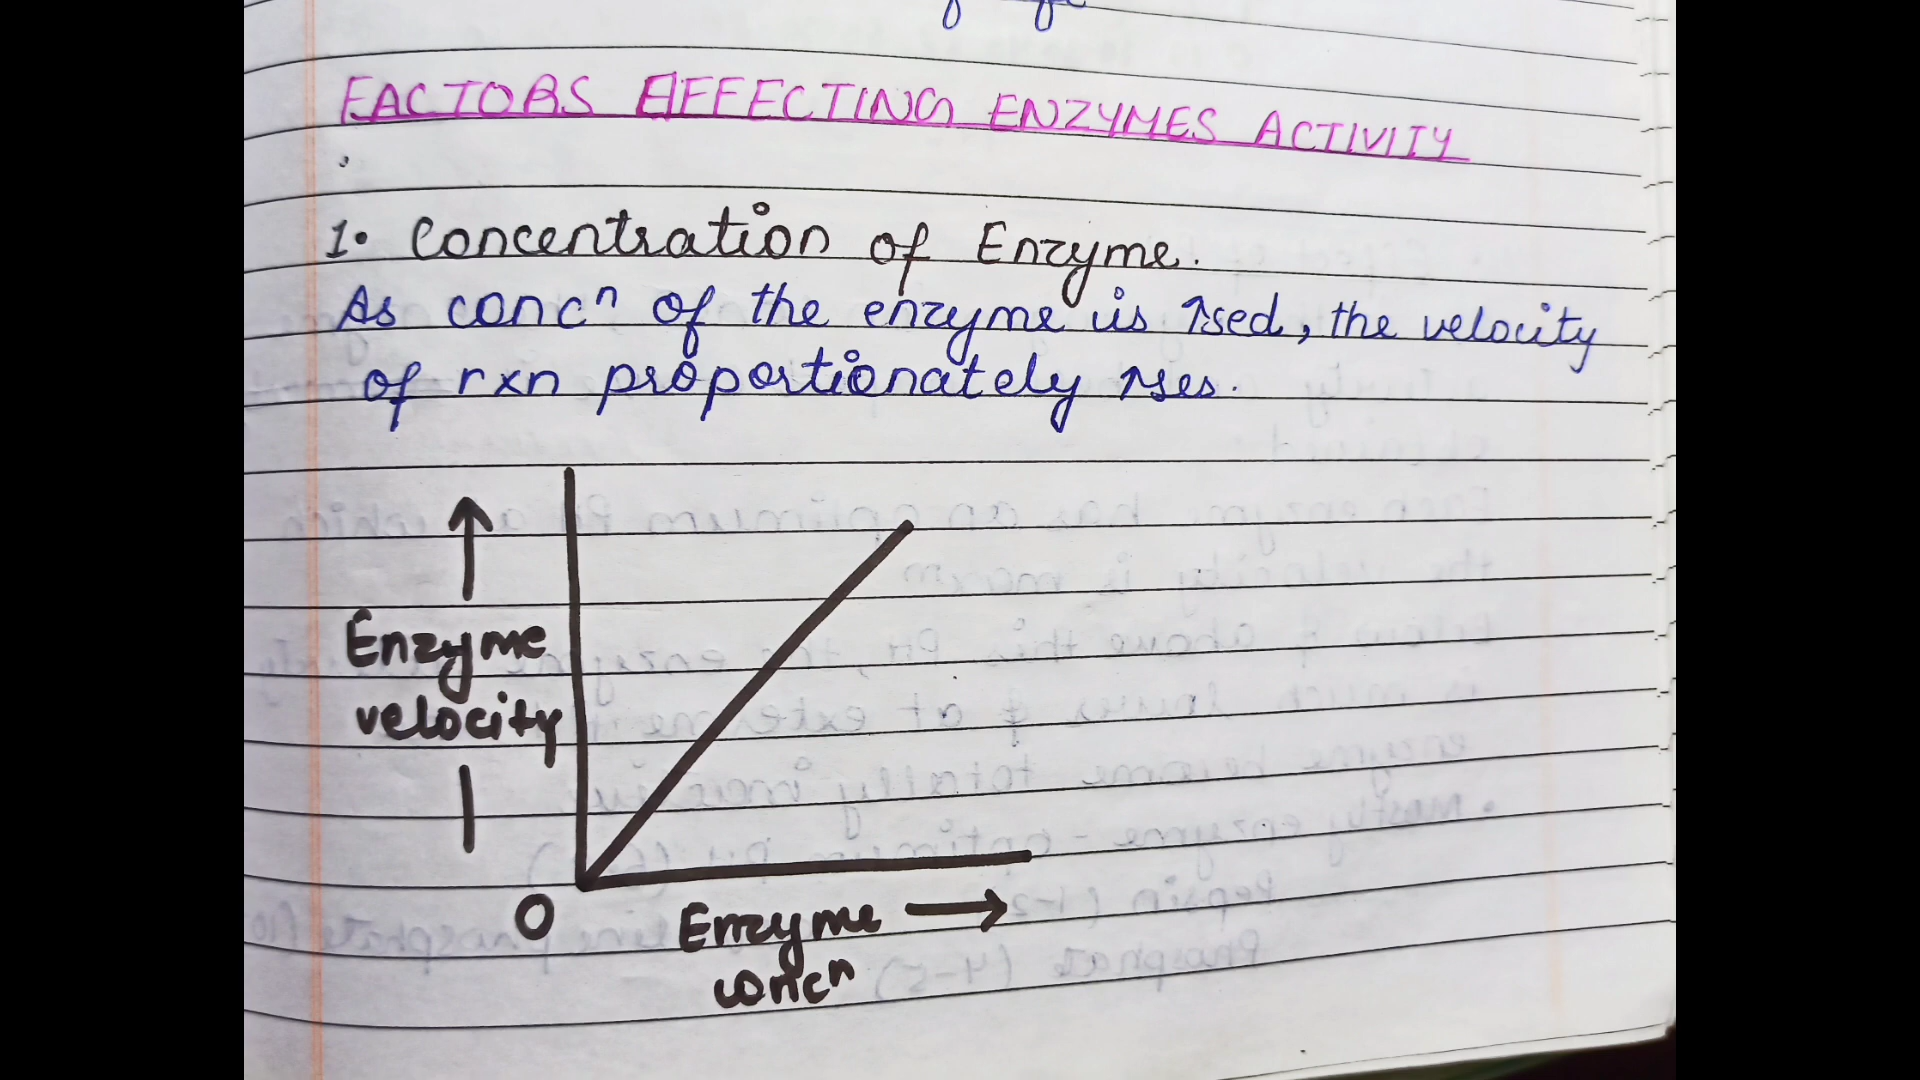 FACTORS AFFECTING ENZYMES ACTIVITY
1. Concentration of Enzyme.
As concⁿ of the enzyme is ↑sed, the velocity
of rxn proportionately ↑ses.
Enzyme
velocity
O
Enzyme →
concⁿ